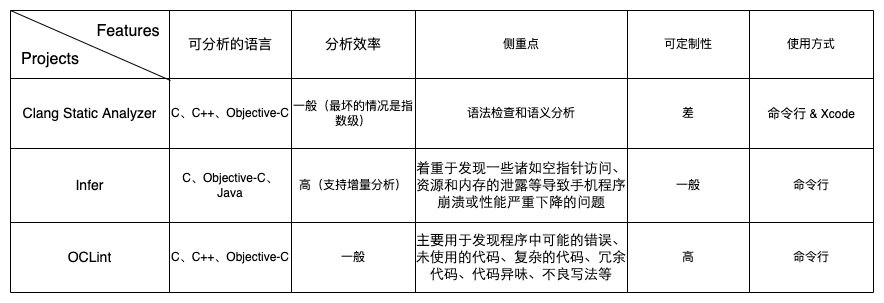 Features
Projects
可分析的语言
分析效率
侧重点
可定制性
使用方式
Clang Static Analyzer
C、C++、Objective-C
一般（最坏的情况是指
数级）
语法检查和语义分析
差
命令行 & Xcode
Infer
C、Objective-C、
Java
高（支持增量分析）
着重于发现一些诸如空指针访问、
资源和内存的泄露等导致手机程序
崩溃或性能严重下降的问题
一般
命令行
OCLint
C、C++、Objective-C
一般
主要用于发现程序中可能的错误、
未使用的代码、复杂的代码、冗余
代码、代码异味、不良写法等
高
命令行